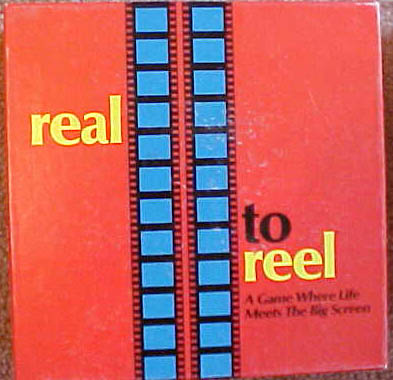 real
to
reel
A Game Where Life
Meets The Big Screen